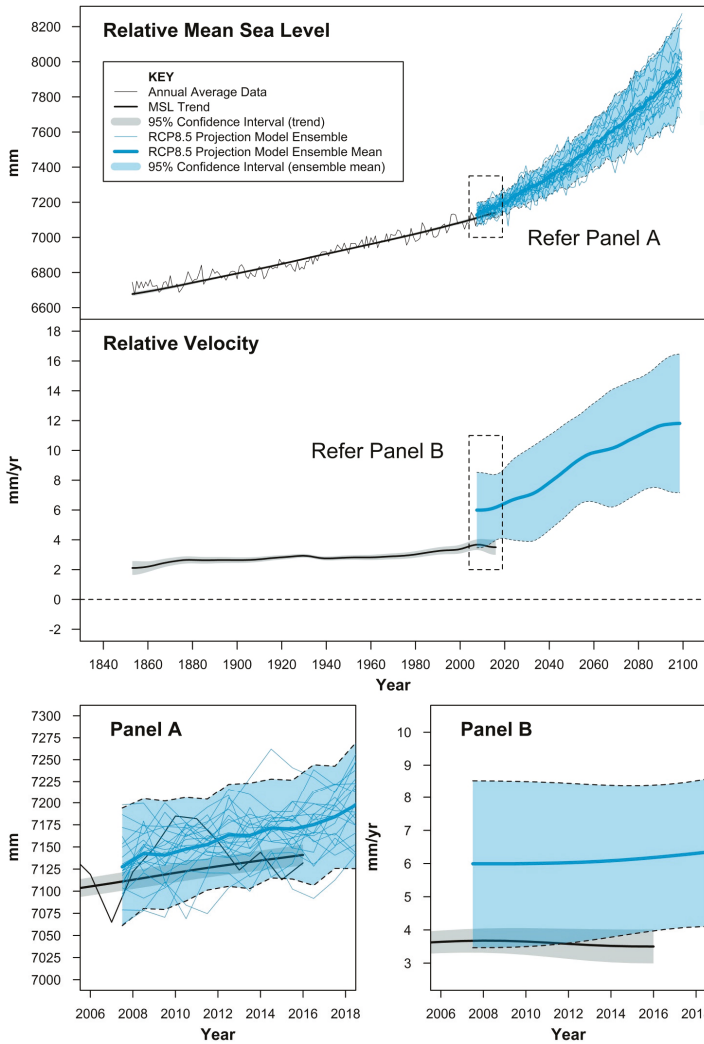 Relative Mean Sea Level
KEY
Annual Average Data
MSL Trend
95% Confidence Interval (trend)
RCP8.5 Projection Model Ensemble
RCP8.5 Projection Model Ensemble Mean
95% Confidence Interval (ensemble mean)
mm
8200
8000
7800
7600
7400
7200
7000
6800
6600
Refer Panel A
Relative Velocity
mm/yr
18
16
14
12
10
8
6
4
2
0
-2
Refer Panel B
1840 1860 1880 1900 1920 1940 1960 1980 2000 2020 2040 2060 2080 2100
Year
Panel A
mm
7300
7275
7250
7225
7200
7175
7150
7125
7100
7075
7050
7025
7000
2006 2008 2010 2012 2014 2016 2018
Year
Panel B
mm/yr
10
9
8
7
6
5
4
3
2006 2008 2010 2012 2014 2016
Year